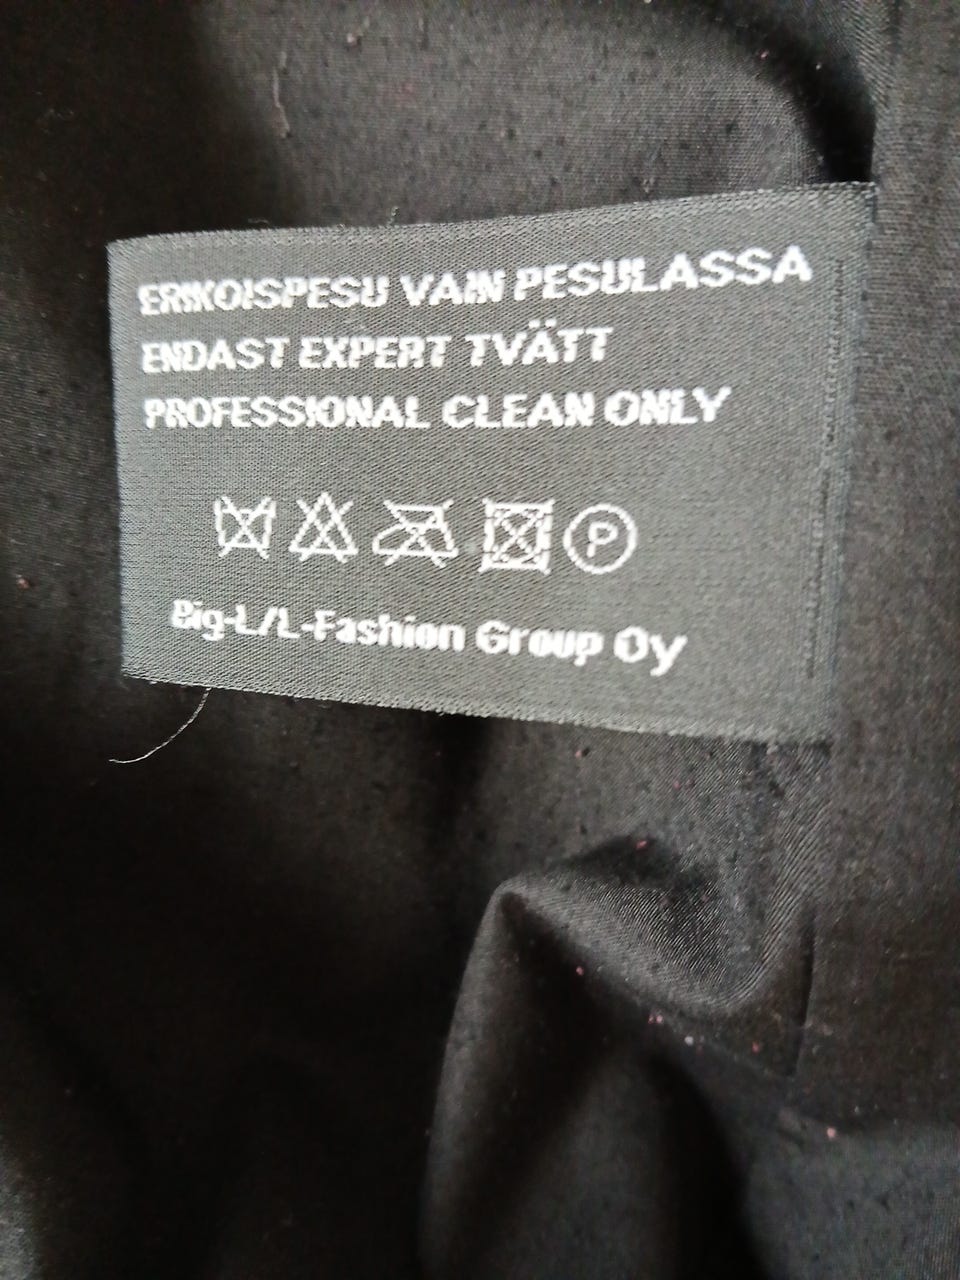 ERIKOISPESU VAIN PESULASSA
ENDAST EXPERT TVÄTT
PROFESSIONAL CLEAN ONLY
P
Big-L/L-Fashion Group Oy